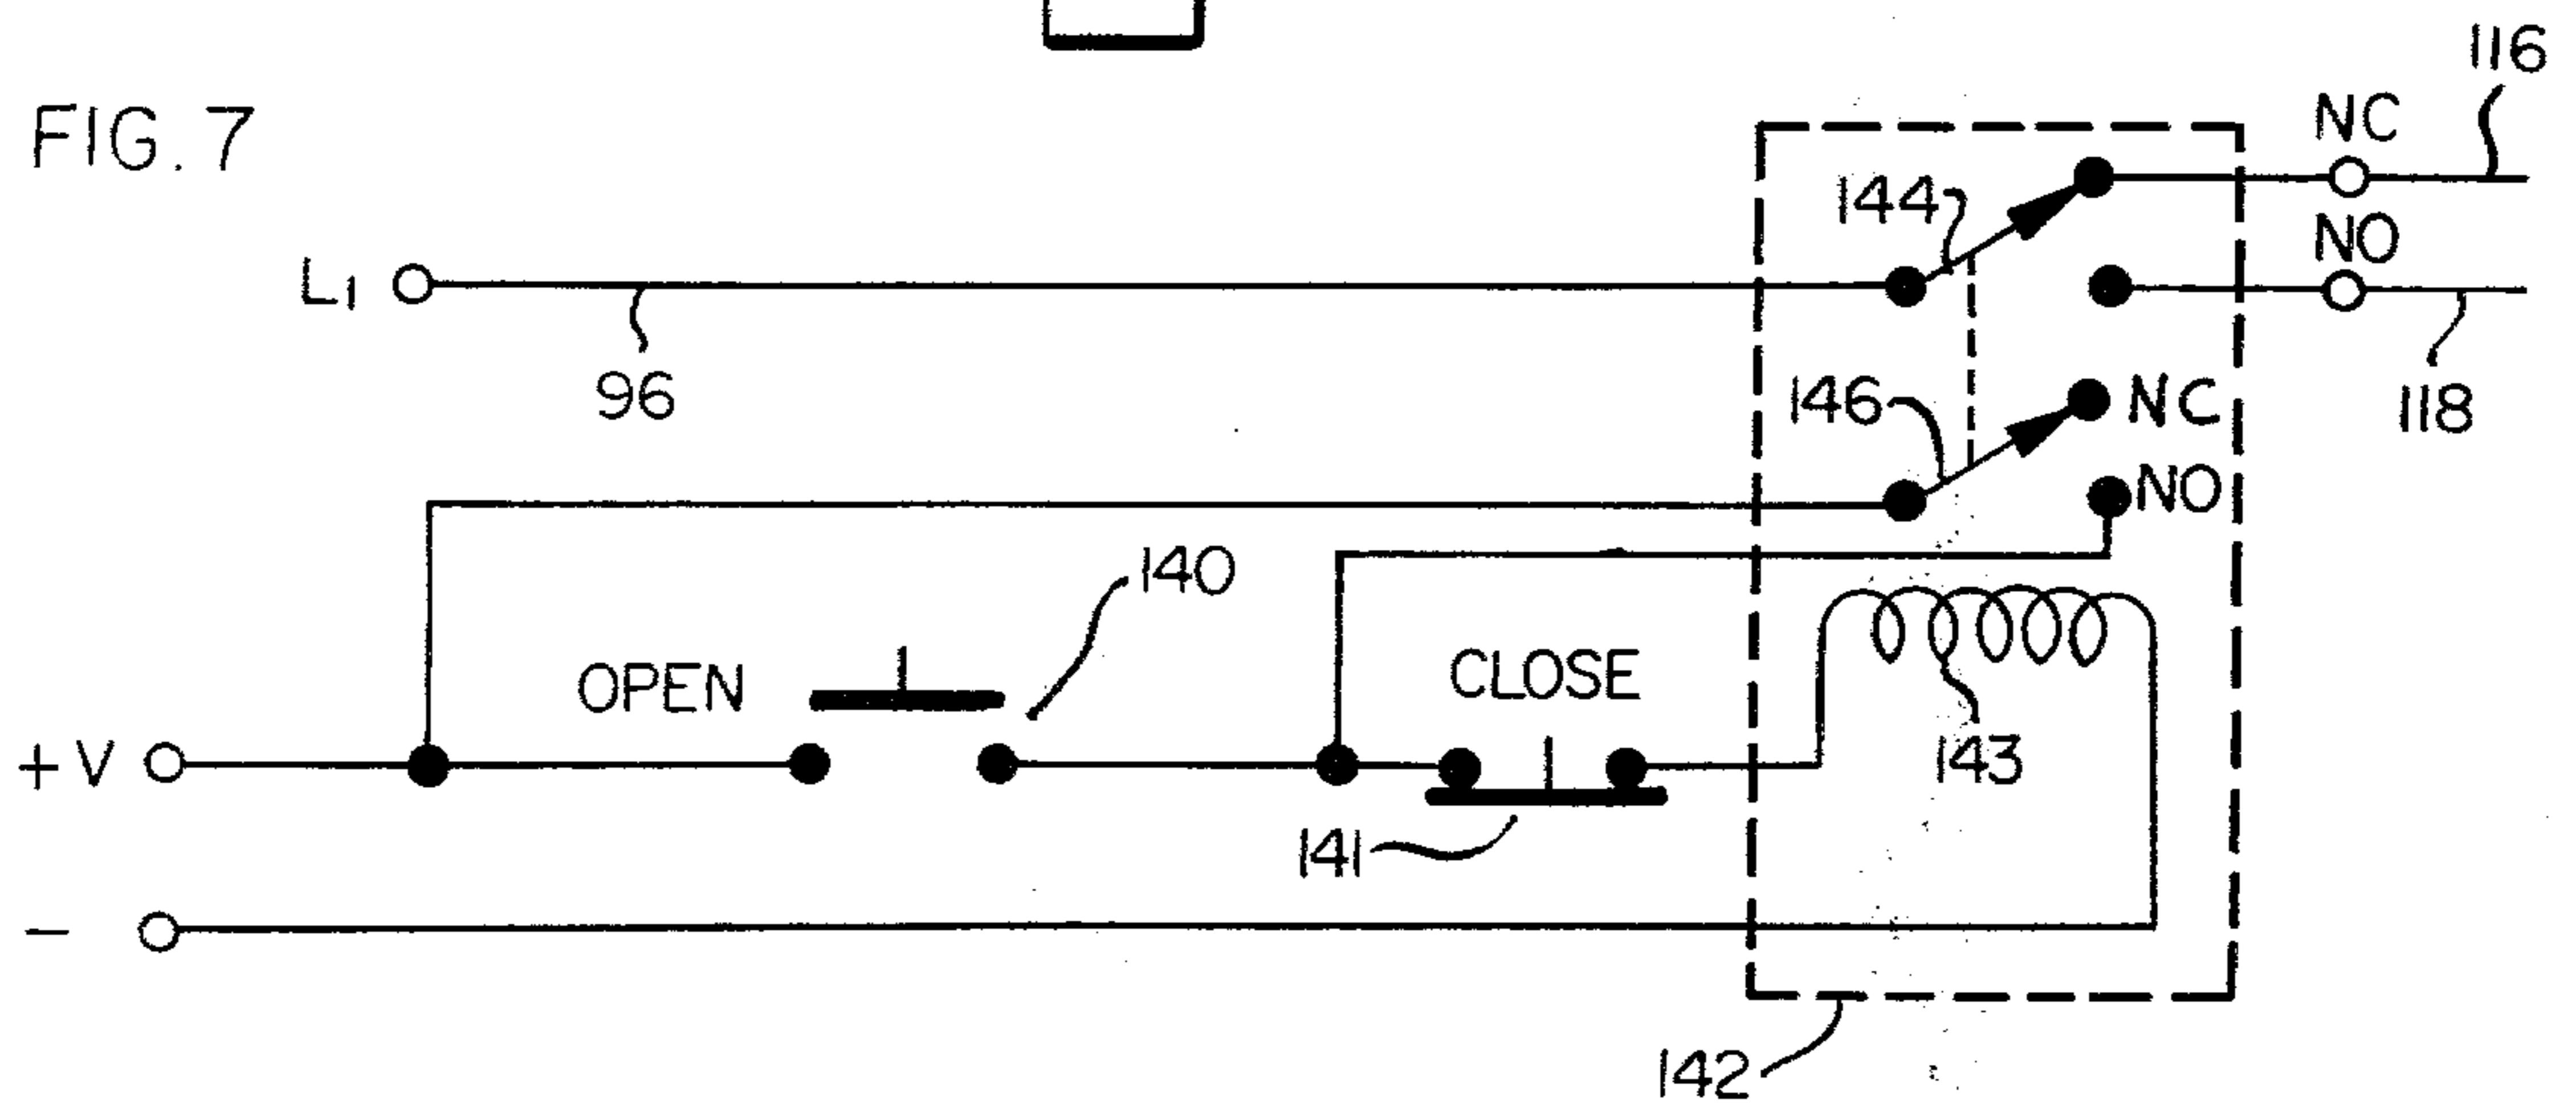 FIG. 7
116
NC
144
NO
L1
96
146
NC
118
NO
140
OPEN
CLOSE
+ V
143
141
−
142